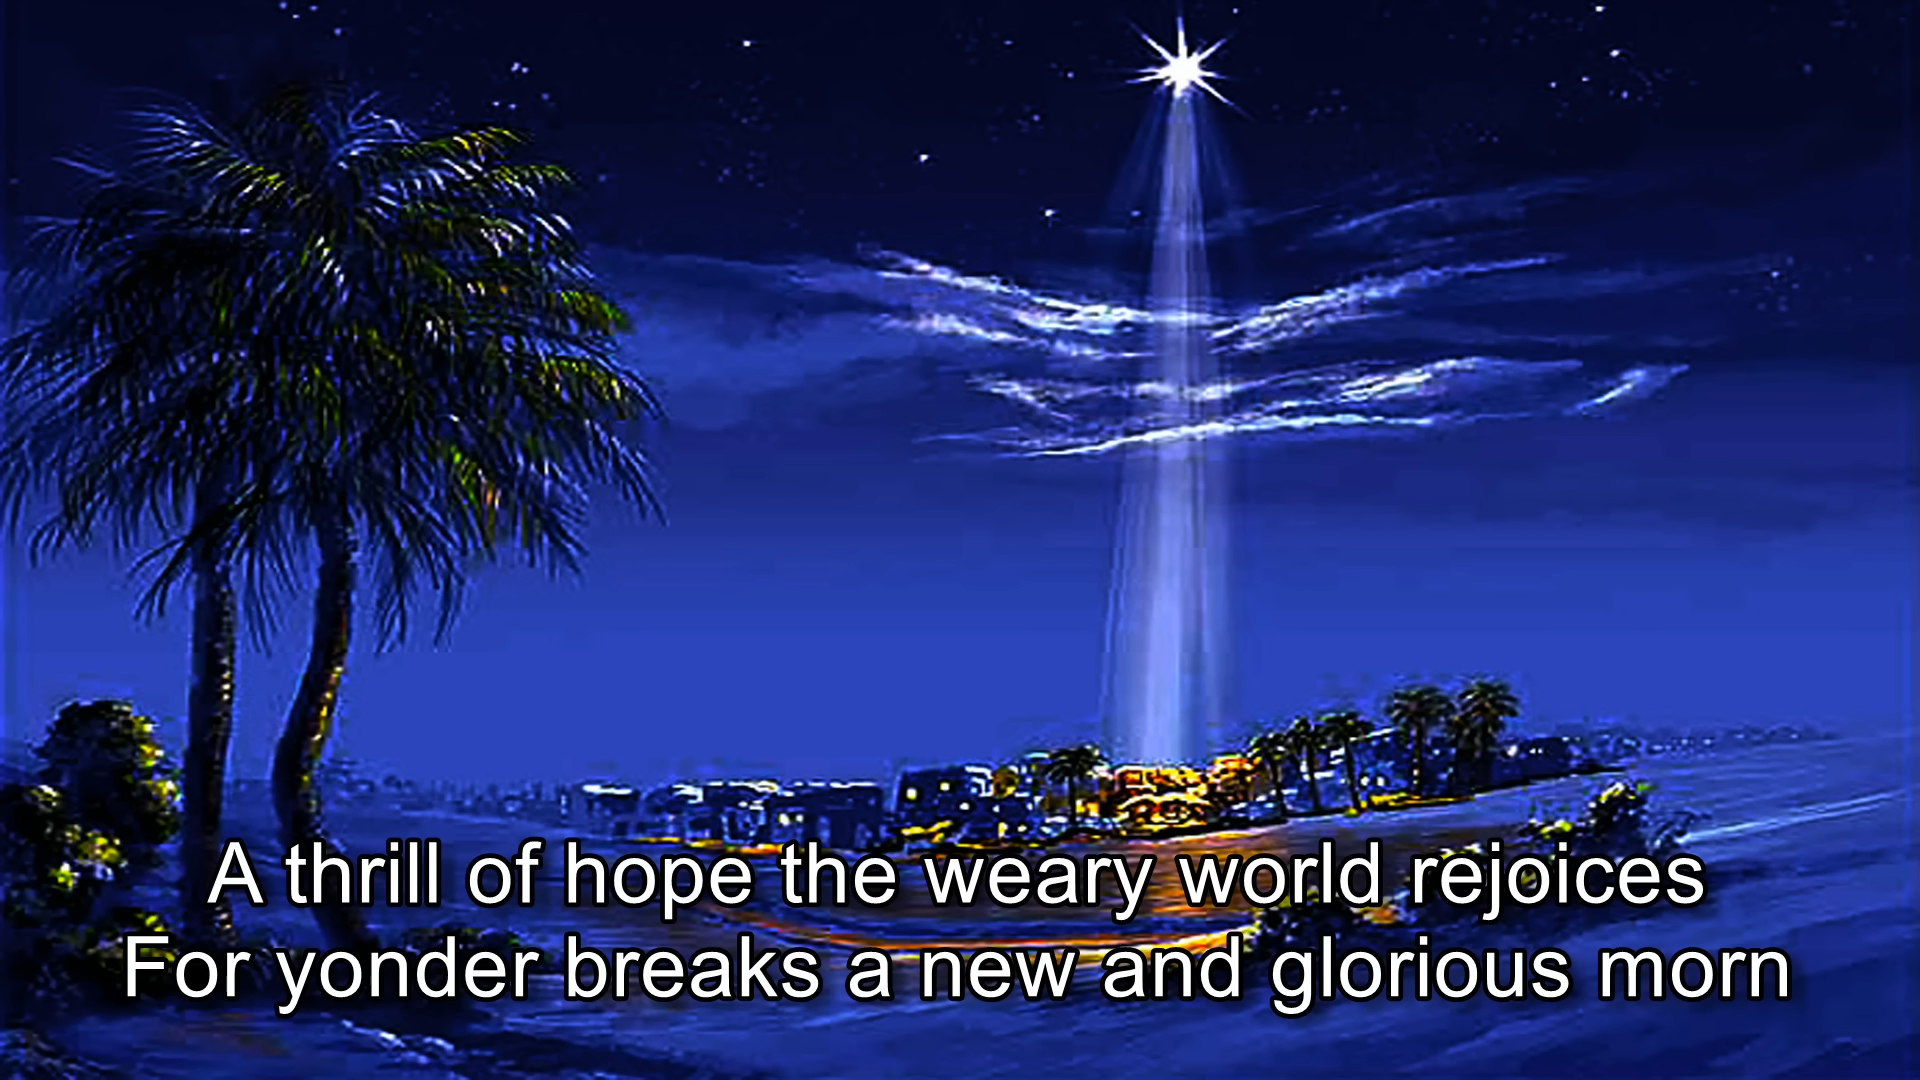 A thrill of hope the weary world rejoices
For yonder breaks a new and glorious morn